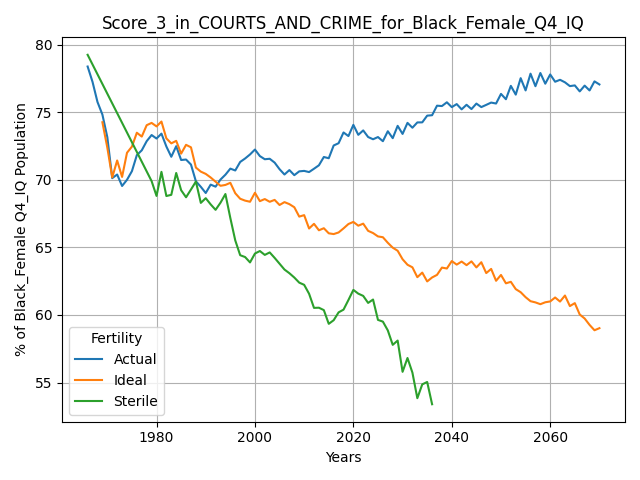 Score_3_in_COURTS_AND_CRIME_for_Black_Female_Q4_IQ
% of Black_Female Q4_IQ Population
80
75
70
65
60
55
Fertility
Actual
Ideal
Sterile
1980 2000 2020 2040 2060
Years